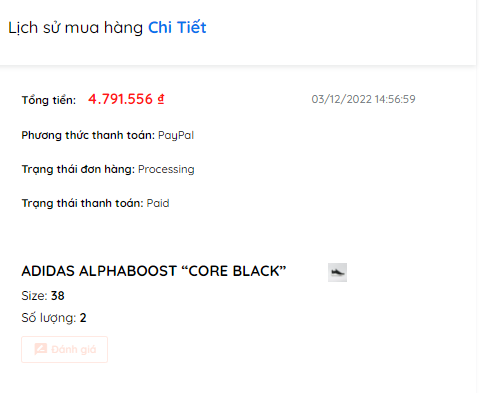 Lịch sử mua hàng Chi Tiết
Tổng tiền: 4.791.556 ₫ 03/12/2022 14:56:59
Phương thức thanh toán: PayPal
Trạng thái đơn hàng: Processing
Trạng thái thanh toán: Paid
ADIDAS ALPHABOOST “CORE BLACK”
Size: 38
Số lượng: 2
Đánh giá